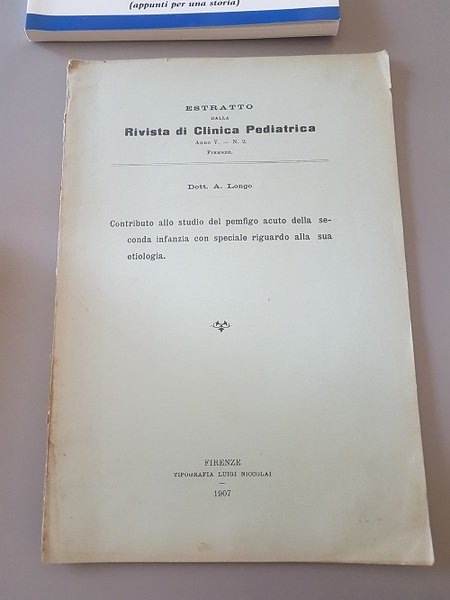 (appunti per una storia)
ESTRATTO
DALLA
Rivista di Clinica Pediatrica
Anno V. — N. 2.
Firenze.
Dott. A. Longo
Contributo allo studio del pemfigo acuto della se-
conda infanzia con speciale riguardo alla sua
etiologia.
FIRENZE
TIPOGRAFIA LUIGI NICCOLAI
—
1907